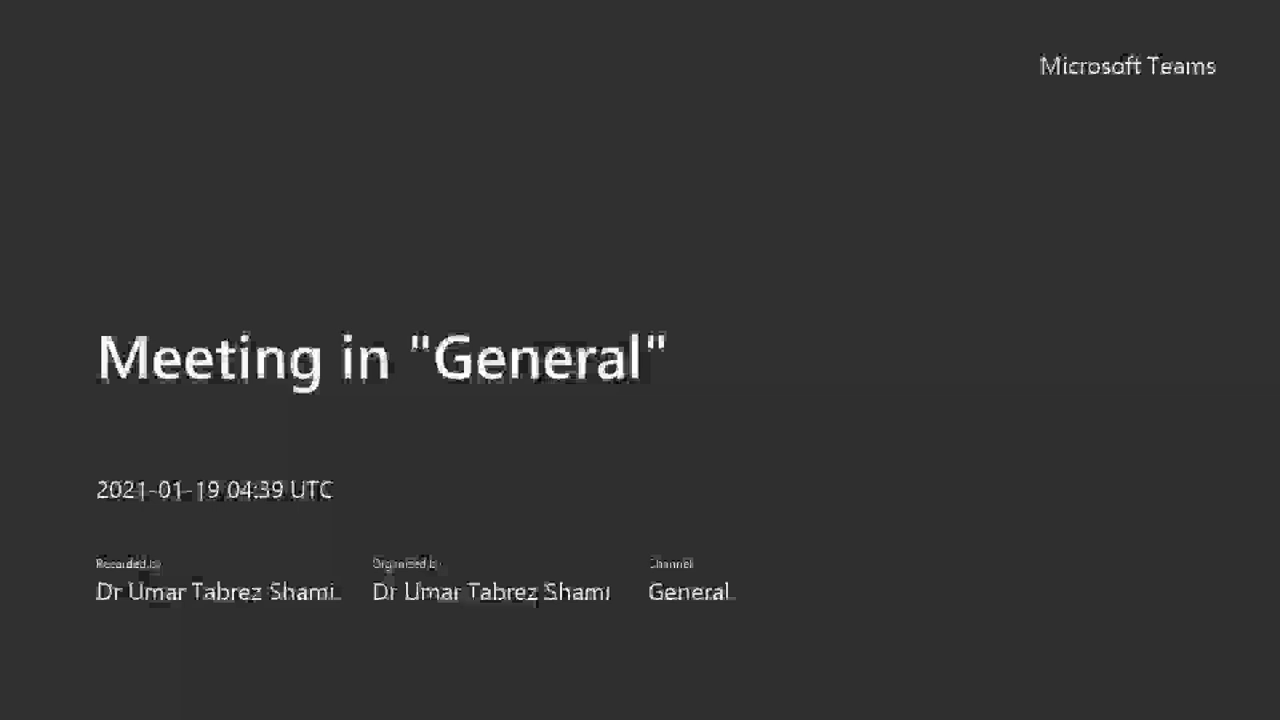 Microsoft Teams
Meeting in "General"
2021-01-19 04:39 UTC
Recorded by Organized by Channel
Dr Umar Tabrez Shami Dr Umar Tabrez Shami General